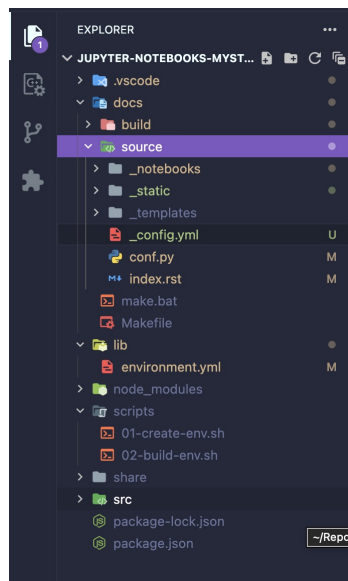 EXPLORER
JUPYTER-NOTEBOOKS-MYST...
.vscode
docs
build
source
_notebooks
_static
_templates
_config.yml U
conf.py M
M↓ index.rst M
make.bat
Makefile
lib
environment.yml M
node_modules
scripts
01-create-env.sh
02-build-env.sh
share
src
package-lock.json
package.json
~/Repo
1